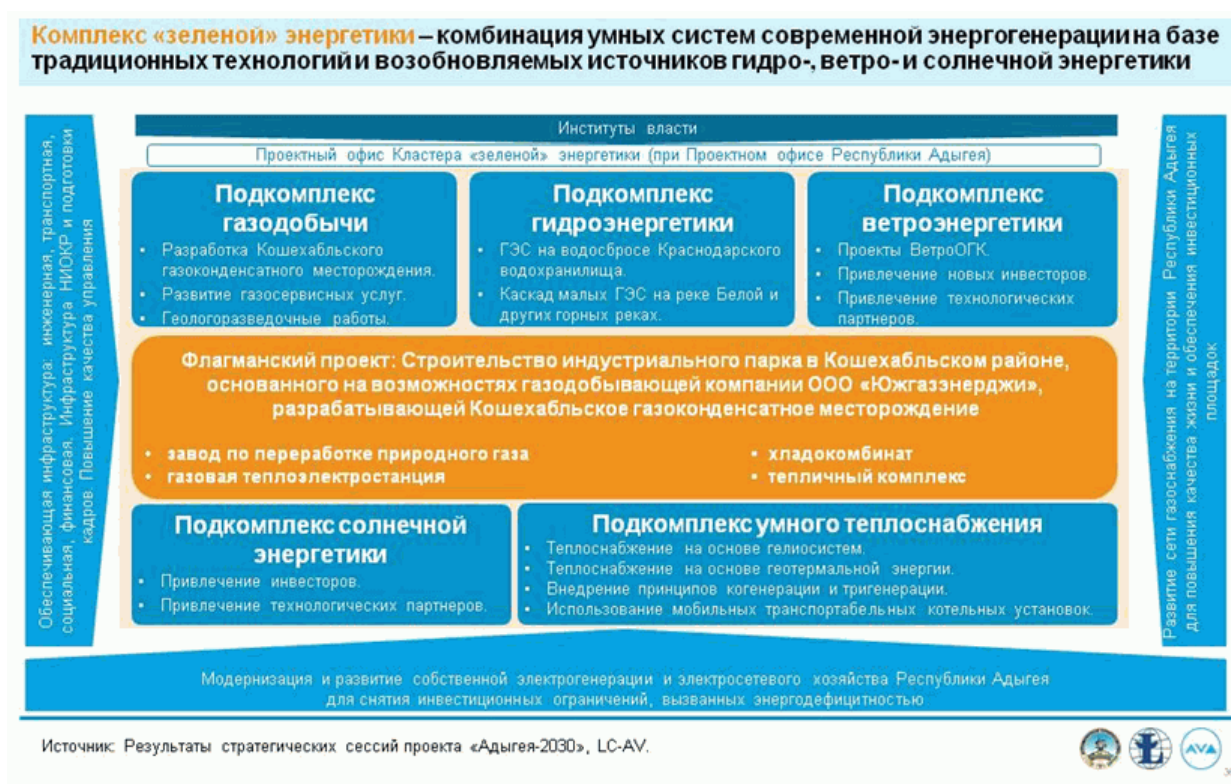 Комплекс «зеленой» энергетики – комбинация умных систем современной энергогенерации на базе
традиционных технологий и возобновляемых источников гидро-, ветро- и солнечной энергетики
Обеспечивающая инфраструктура: инженерная, транспортная,
социальная, финансовая. Инфраструктура НИОКР и подготовки
кадров. Повышение качества управления
Институты власти
Проектный офис Кластера «зеленой» энергетики (при Проектном офисе Республики Адыгея)
Подкомплекс
газодобычи
• Разработка Кошехабльского
газоконденсатного месторождения.
• Развитие газосервисных услуг.
• Геологоразведочные работы.
Подкомплекс
гидроэнергетики
• ГЭС на водосбросе Краснодарского
водохранилища.
• Каскад малых ГЭС на реке Белой и
других горных реках.
Подкомплекс
ветроэнергетики
• Проекты ВетроОГК.
• Привлечение новых инвесторов.
• Привлечение технологических
партнеров.
Флагманский проект: Строительство индустриального парка в Кошехабльском районе,
основанного на возможностях газодобывающей компании ООО «Южгазэнерджи»,
разрабатывающей Кошехабльское газоконденсатное месторождение
• завод по переработке природного газа
• газовая теплоэлектростанция
• хладокомбинат
• тепличный комплекс
Подкомплекс солнечной
энергетики
• Привлечение инвесторов.
• Привлечение технологических партнеров.
Подкомплекс умного теплоснабжения
• Теплоснабжение на основе гелиосистем.
• Теплоснабжение на основе геотермальной энергии.
• Внедрение принципов когенерации и тригенерации.
• Использование мобильных транспортабельных котельных установок.
Развитие сети газоснабжения на территории Республики Адыгея
для повышения качества жизни и обеспечения инвестиционных
площадок
Модернизация и развитие собственной электрогенерации и электросетевого хозяйства Республики Адыгея
для снятия инвестиционных ограничений, вызванных энергодефицитностью
Источник: Результаты стратегических сессий проекта «Адыгея-2030», LC-AV.
AVA